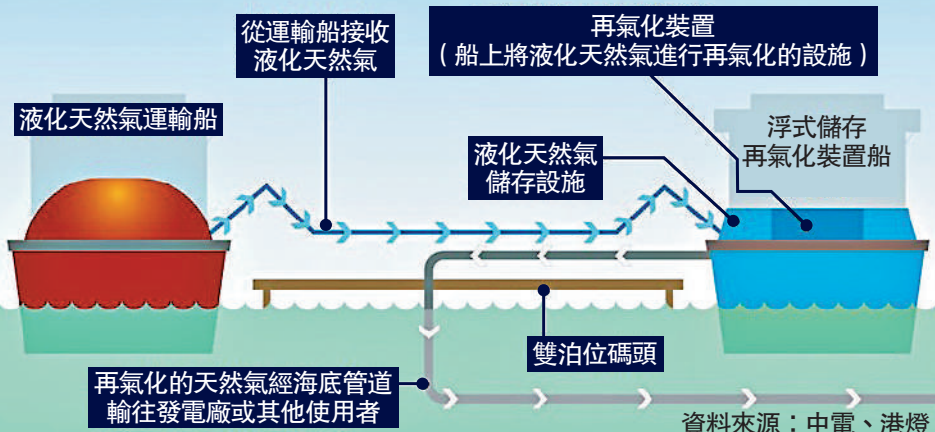 從運輸船接收
液化天然氣
再氣化裝置
（船上將液化天然氣進行再氣化的設施）
液化天然氣運輸船
浮式儲存
再氣化裝置船
液化天然氣
儲存設施
雙泊位碼頭
再氣化的天然氣經海底管道
輸往發電廠或其他使用者
資料來源：中電、港燈